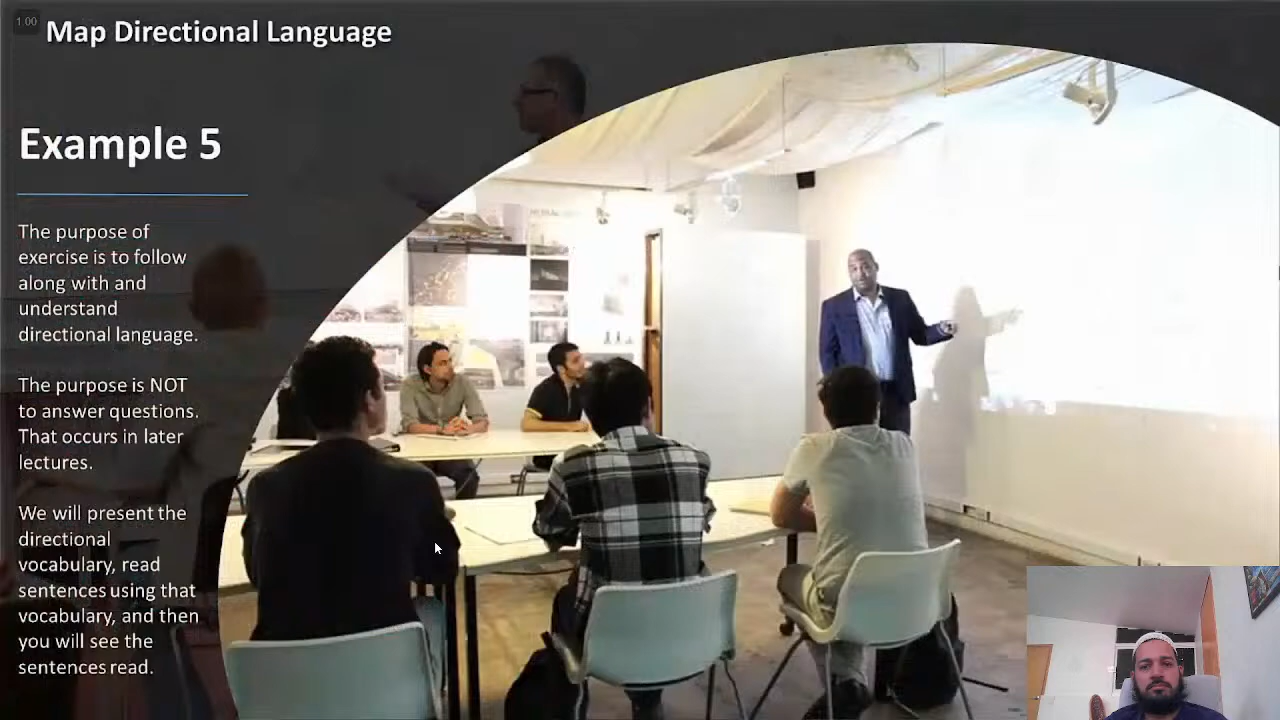 1.00
Map Directional Language
Example 5
The purpose of
exercise is to follow
along with and
understand
directional language.
The purpose is NOT
to answer questions.
That occurs in later
lectures.
We will present the
directional
vocabulary, read
sentences using that
vocabulary, and then
you will see the
sentences read.